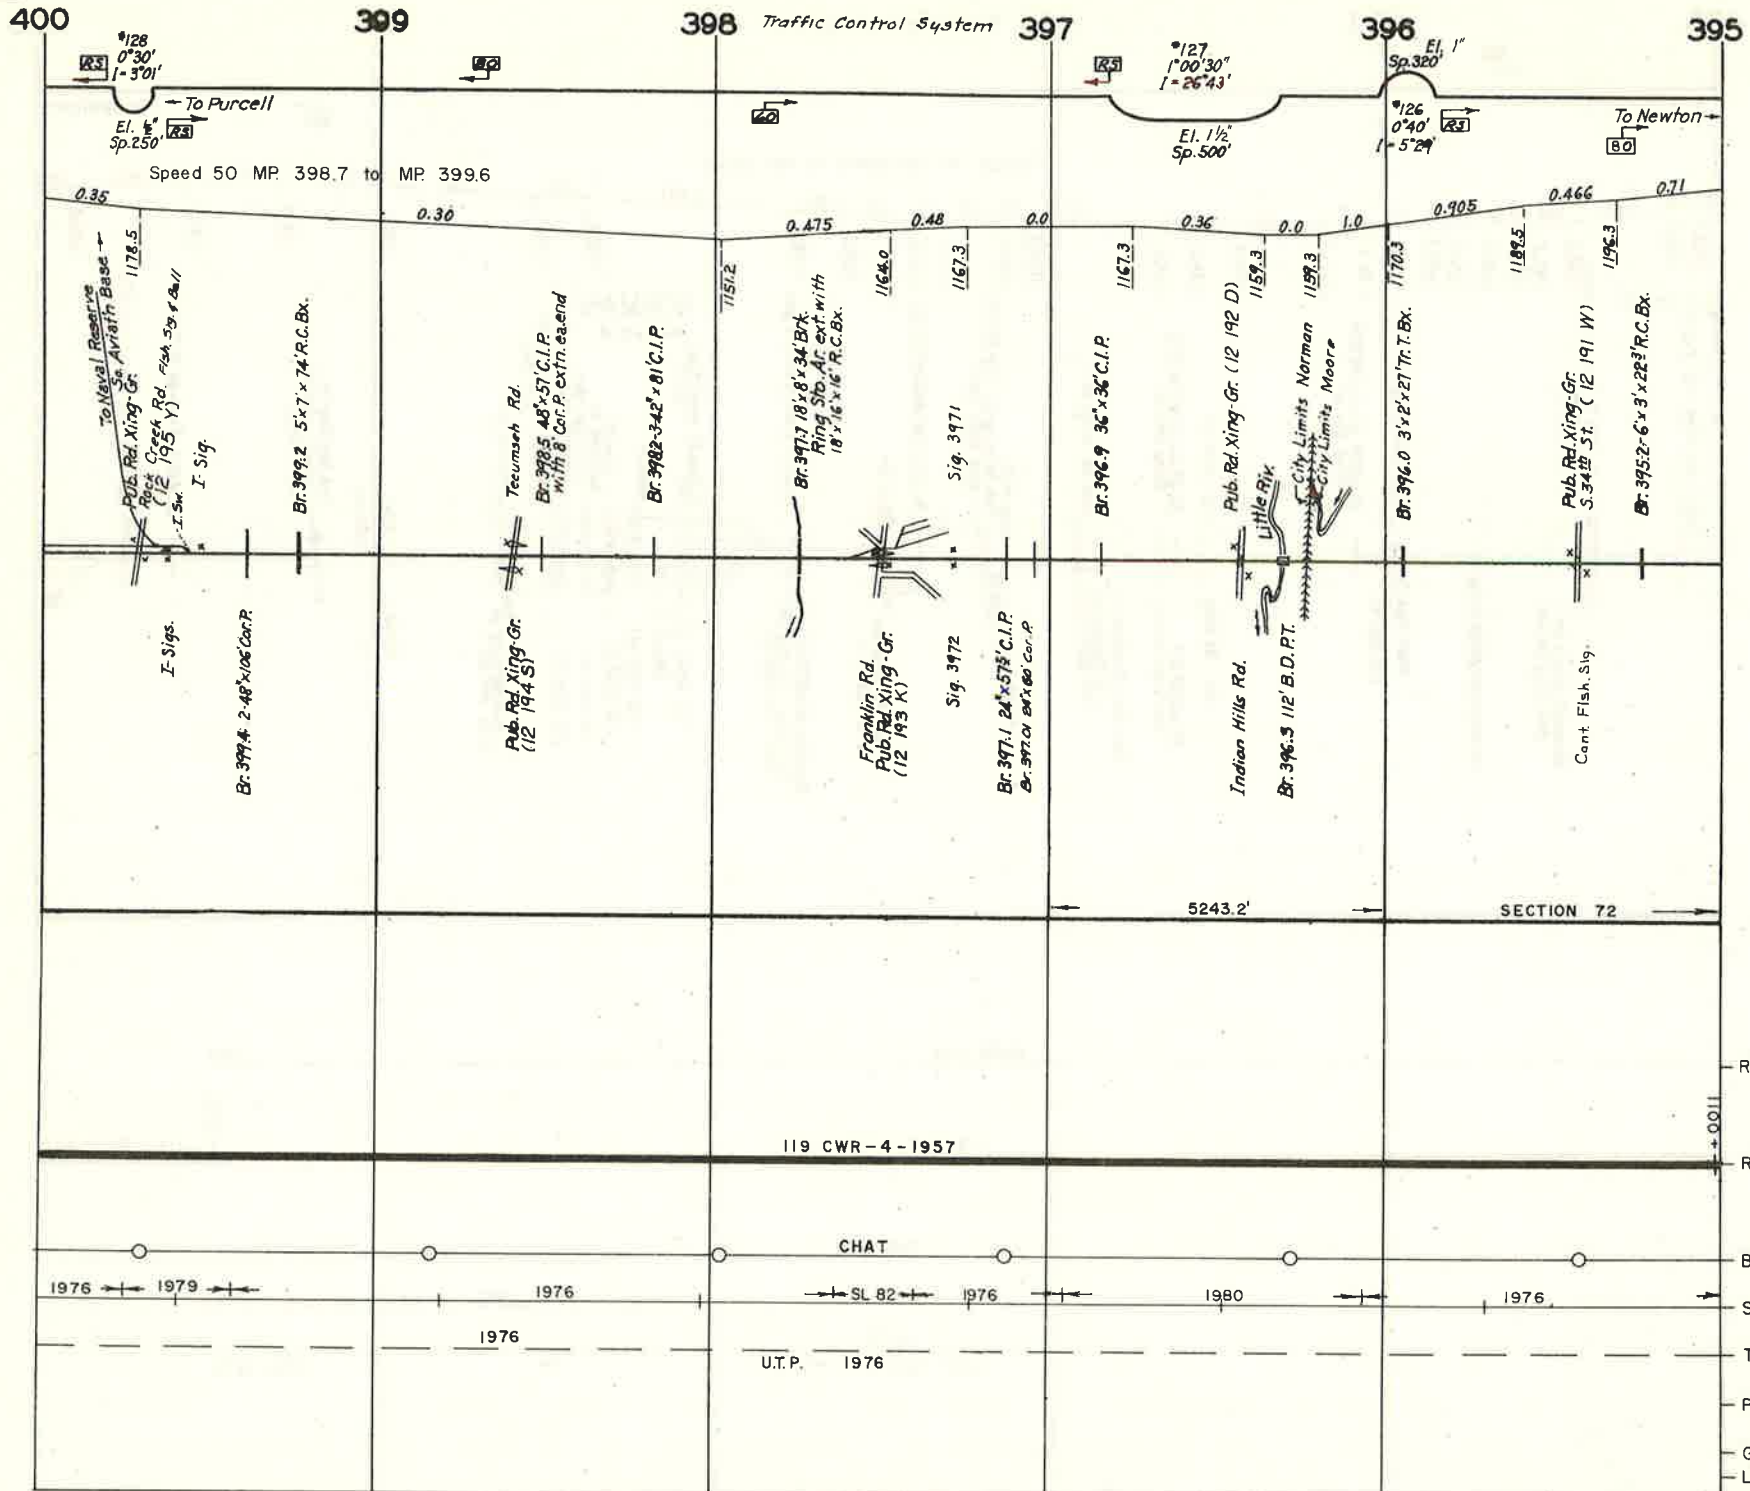 400
399
398
Traffic Control System
397
396
395
#128
0°30'
I = 3°01'
RS
80
RS
#127
1°00'30"
I = 26°43'
El. 1"
Sp.320'
← To Purcell
El. ½"
Sp.250'
RS
60
El. 1½"
Sp.500'
#126
0°40'
I = 5°29'
RS
To Newton →
80
Speed 50 MP. 398.7 to MP. 399.6
0.35
0.30
0.475
0.48
0.0
0.36
0.0
1.0
0.905
0.466
0.71
1178.5
1151.2
1164.0
1167.3
1167.3
1159.3
1159.3
1170.3
1189.5
1196.3
To Naval Reserve
So. Aviath Base →
Pub. Rd. Xing-Gr.
Rock Creek Rd. Flsh. Sig. & Bell
(12 195 Y)
I. Sw.
I-Sig.
Br. 399.2 5'x7'x74' R.C.Bx.
Tecumseh Rd.
Br. 398.5 48"x57' C.I.P.
with 8' Cor. P. extn. ea. end
Br. 398.2-3-42"x81' C.I.P.
Br. 397.7 18'x8'x34' Brk.
Ring Sto. Ar. ext. with
18'x16'x16' R.C.Bx.
Sig. 3971
Br. 396.9 36"x36' C.I.P.
Pub. Rd. Xing-Gr. (12 192 D)
Little Riv.
City Limits Norman
City Limits Moore
Br. 396.0 3'x2'x27' Tr. T. Bx.
Pub. Rd. Xing-Gr.
S. 34th St. (12 191 W)
Br. 395.2-6'x3'x22¾' R.C.Bx.
I-Sigs.
Br. 399.4 2-48"x106' Cor. P.
Pub. Rd. Xing-Gr.
(12 194 S)
Franklin Rd.
Pub. Rd. Xing-Gr.
(12 193 K)
Sig. 3972
Br. 397.1 24"x57½' C.I.P.
Br. 397.01 24"x60' Cor. P.
Indian Hills Rd.
Br. 396.3 112' B.D.P.T.
Cant. Flsh. Sig.
5243.2'
SECTION 72
R
1+00.11
119 CWR-4-1957
R
CHAT
B
1976
1979
1976
SL 82
1976
1980
1976
S
1976
U.T.P. 1976
T
P
G
L